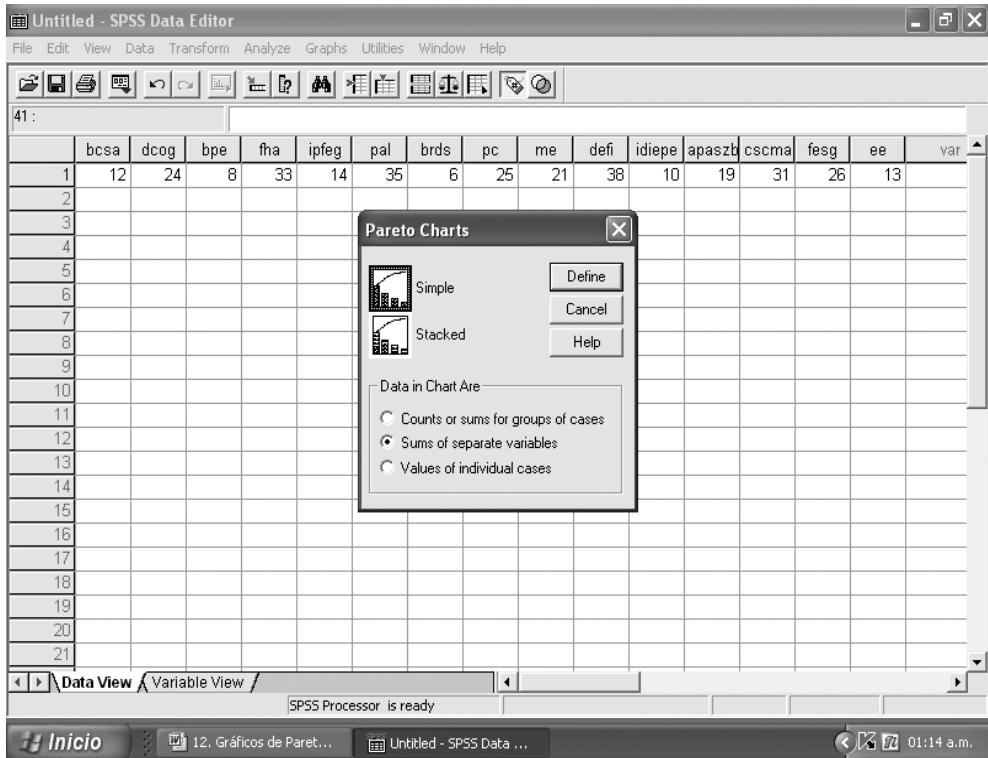 Untitled - SPSS Data Editor
File Edit View Data Transform Analyze Graphs Utilities Window Help
41 :
bcsa dcog bpe fha ipfeg pal brds pc me defi idiepe apaszb cscma fesg ee var
1 12 24 8 33 14 35 6 25 21 38 10 19 31 26 13
2
3
4
5
6
7
8
9
10
11
12
13
14
15
16
17
18
19
20
21
Pareto Charts
Simple
Stacked
Define
Cancel
Help
Data in Chart Are
Counts or sums for groups of cases
Sums of separate variables
Values of individual cases
Data View Variable View
SPSS Processor is ready
Inicio 12. Gráficos de Paret... Untitled - SPSS Data ... 01:14 a.m.